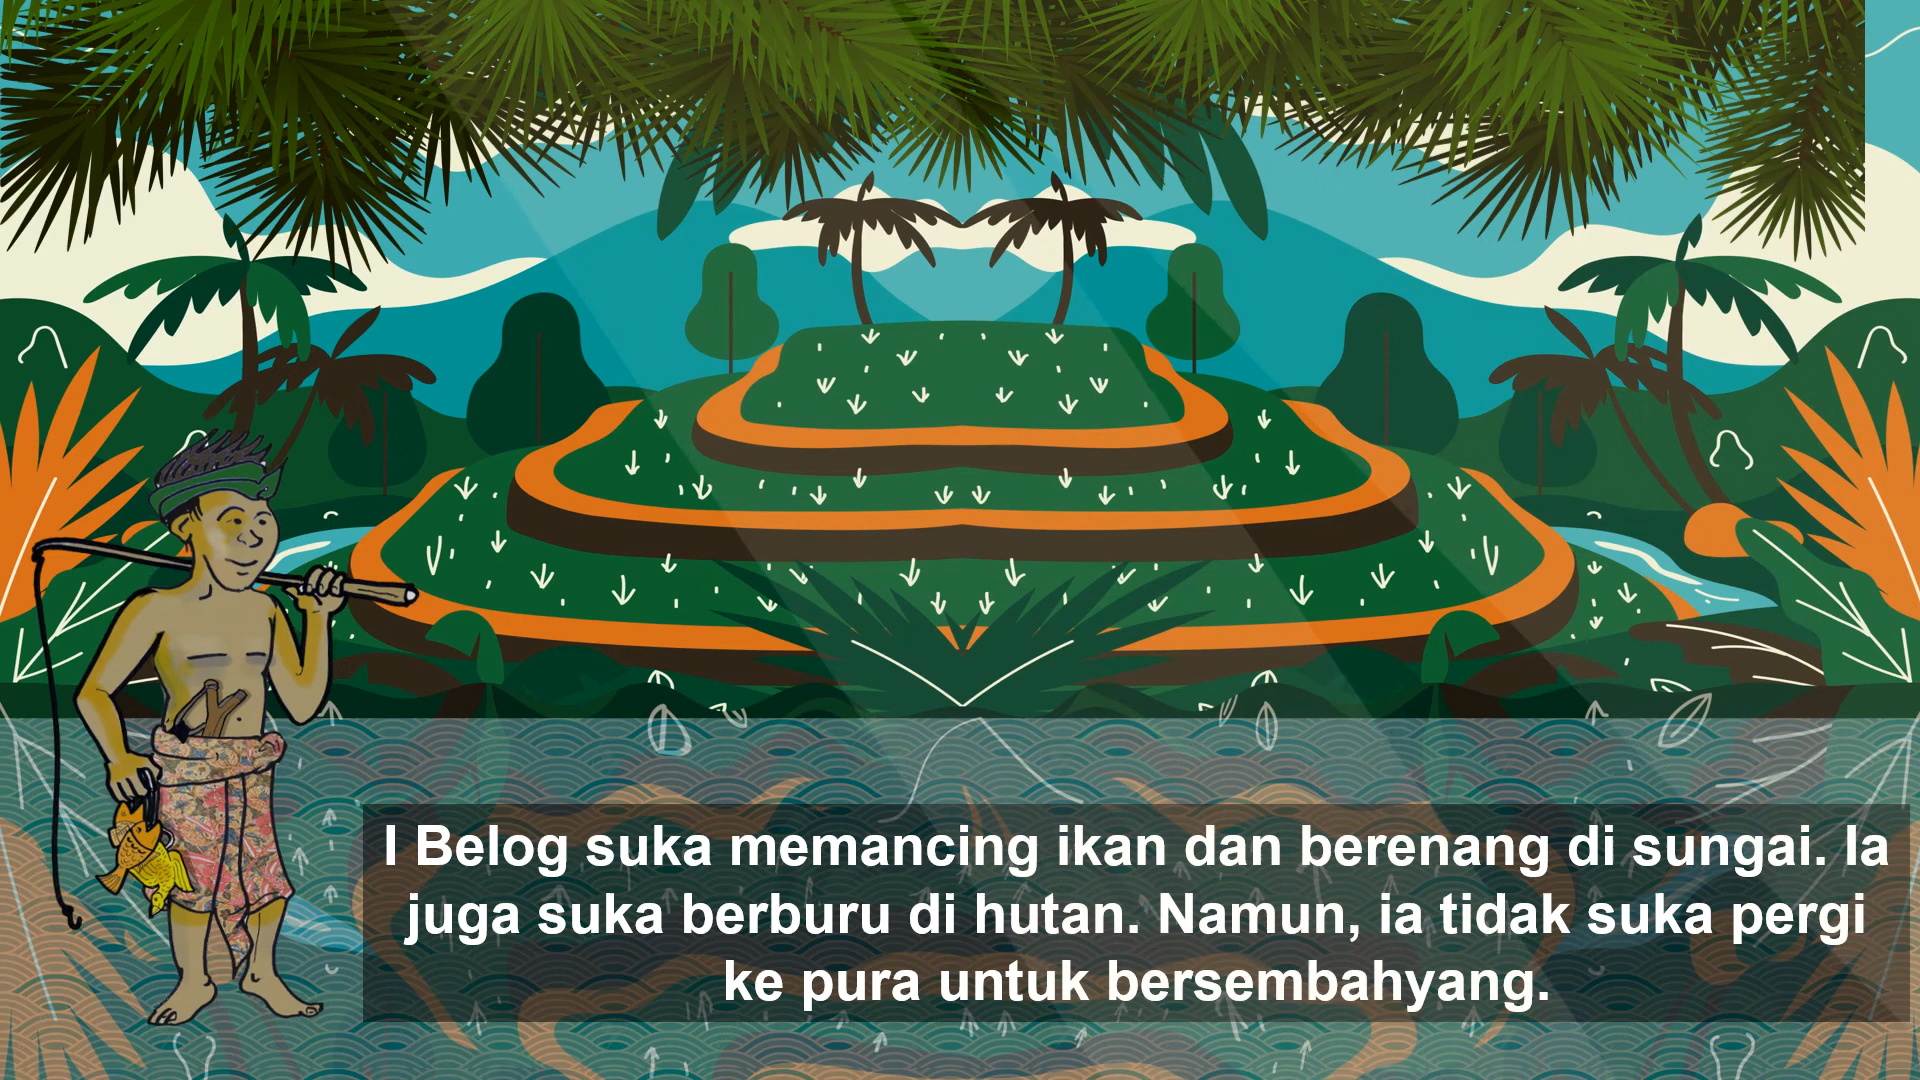 I Belog suka memancing ikan dan berenang di sungai. Ia
juga suka berburu di hutan. Namun, ia tidak suka pergi
ke pura untuk bersembahyang.